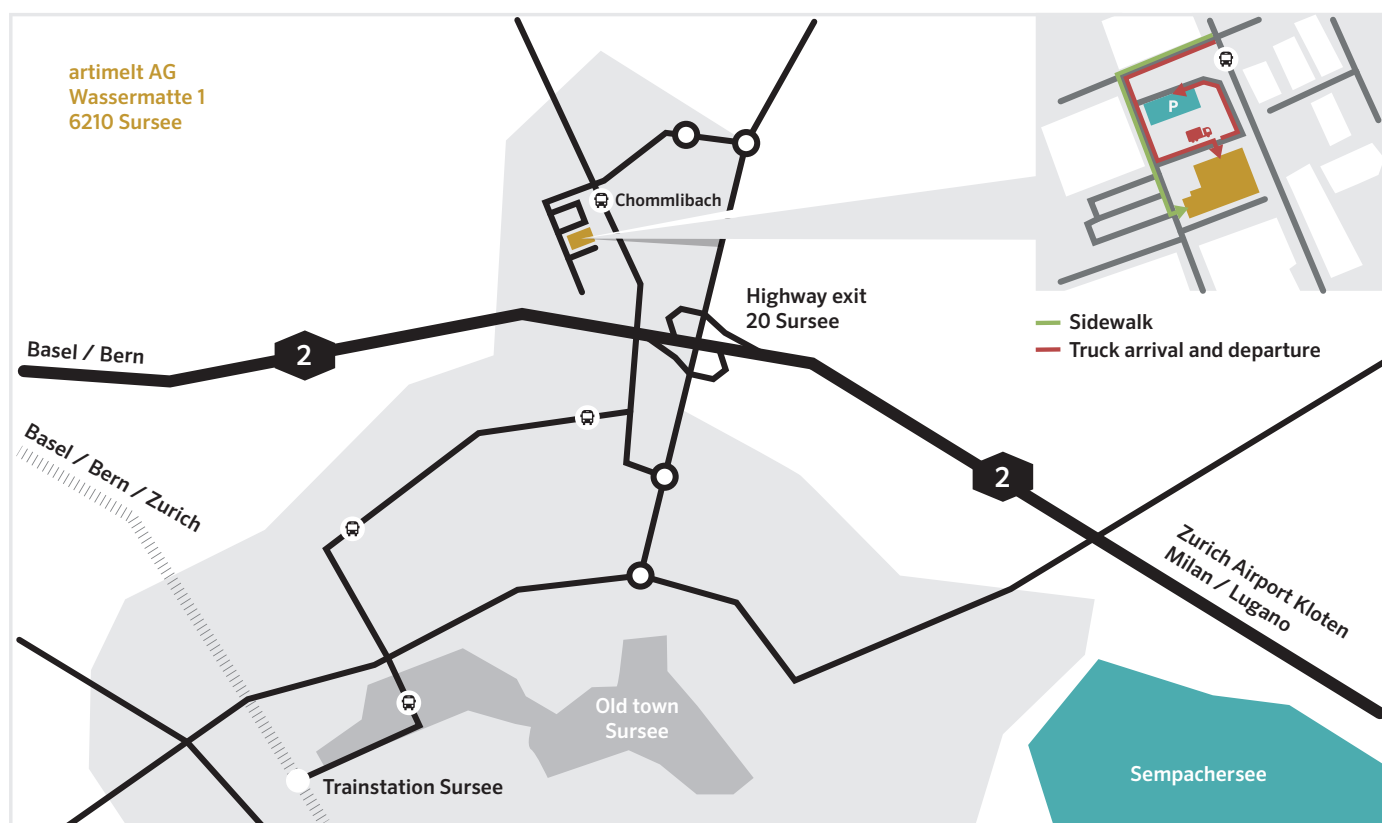 artimelt AG
Wassermatte 1
6210 Sursee
P
Chommlibach
Highway exit
20 Sursee
Sidewalk
Truck arrival and departure
Basel / Bern
2
Basel / Bern / Zurich
2
Zurich Airport Kloten
Milan / Lugano
Old town
Sursee
Trainstation Sursee
Sempachersee